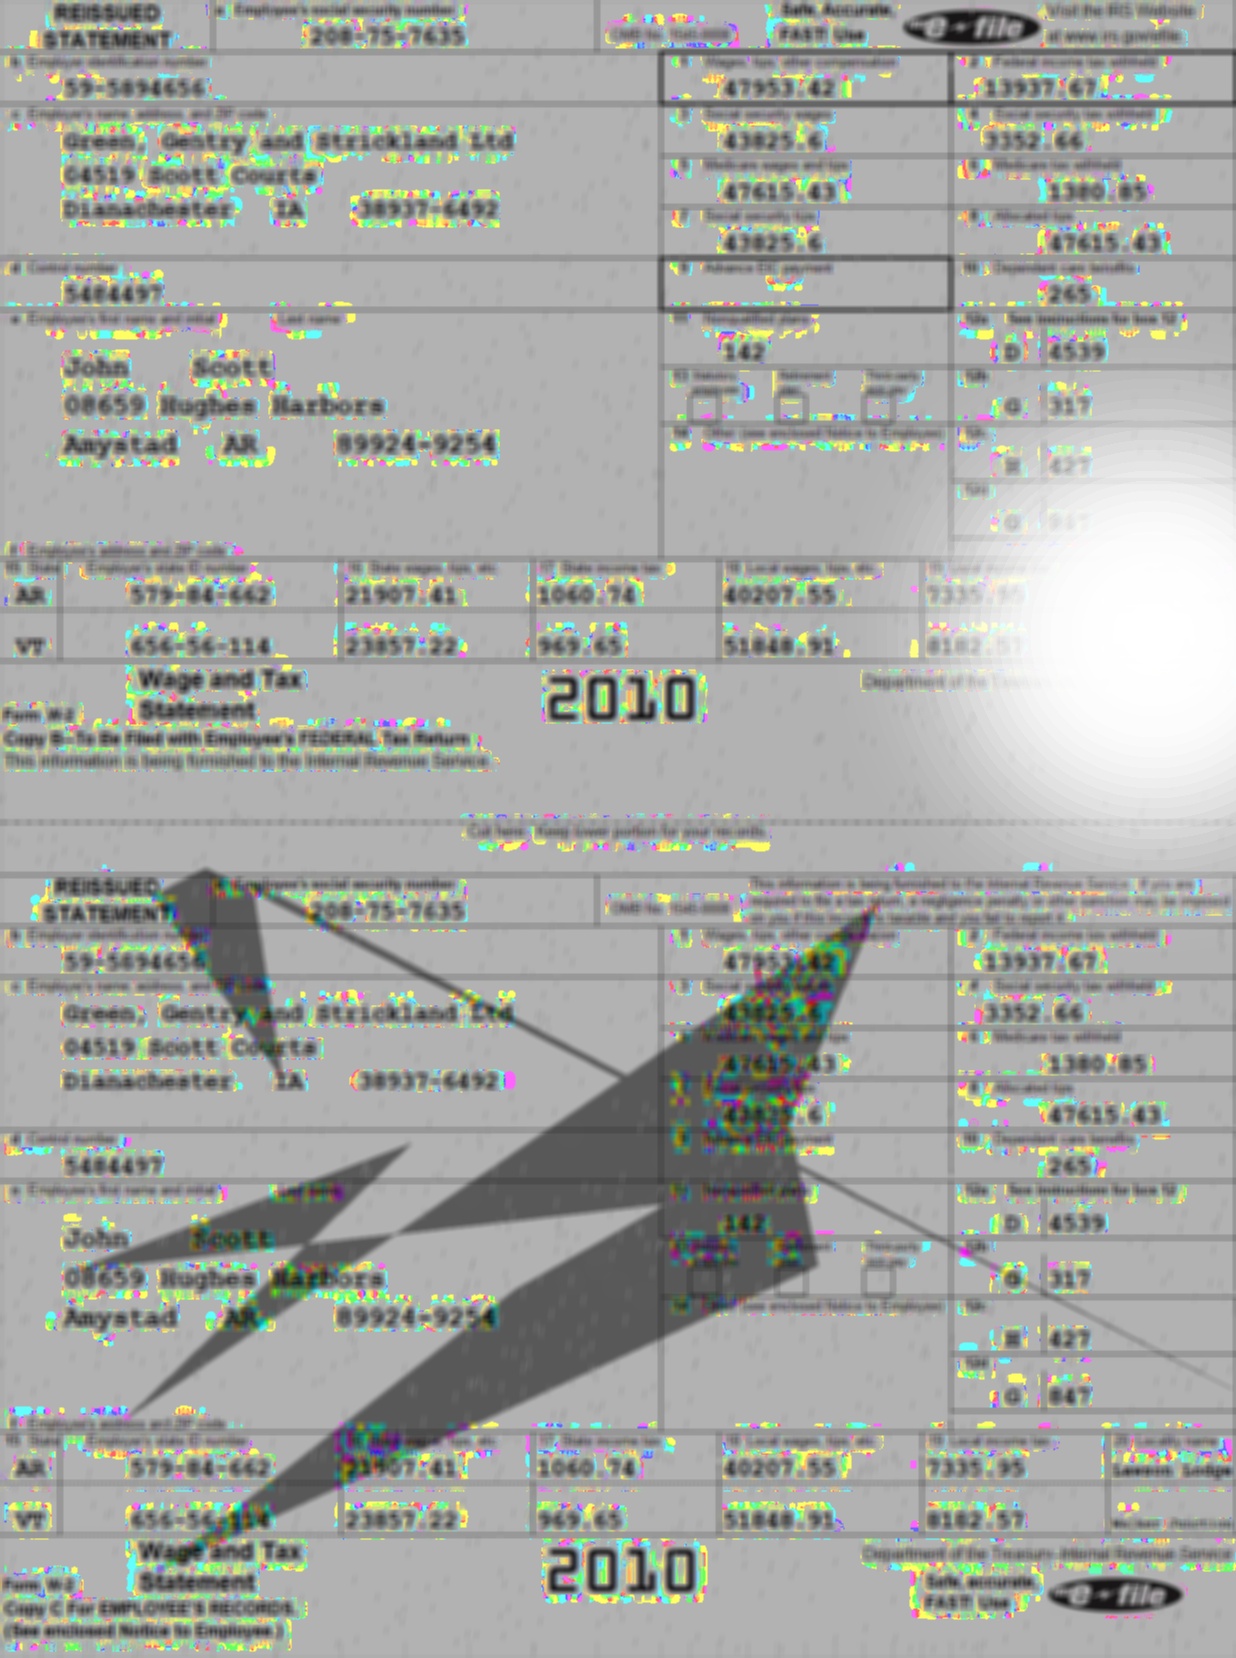 REISSUED STATEMENT
a Employee's social security number
208-75-7635
OMB No. 1545-0008
Safe, Accurate, FAST! Use
e-file
Visit the IRS Website at www.irs.gov/efile.
b Employer identification number
59-5894656
1 Wages, tips, other compensation
47953.42
2 Federal income tax withheld
13937.67
c Employer's name, address, and ZIP code
Green, Gentry and Strickland Ltd
04519 Scott Courts
Dianachester IA 38937-6492
3 Social security wages
43825.6
4 Social security tax withheld
3352.66
5 Medicare wages and tips
47615.43
6 Medicare tax withheld
1380.85
7 Social security tips
43825.6
8 Allocated tips
47615.43
d Control number
5484497
9 Advance EIC payment
10 Dependent care benefits
265
e Employee's first name and initial Last name
John Scott
08659 Hughes Harbors
Amystad AR 89924-9254
11 Nonqualified plans
142
12a See instructions for box 12
D 4539
13 Statutory employee Retirement plan Third-party sick pay
12b
G 317
14 Other (see enclosed Notice to Employee)
12c
H 427
12d
G
f Employee's address and ZIP code
15 State Employer's state ID number
16 State wages, tips, etc.
17 State income tax
18 Local wages, tips, etc.
AR 579-84-662 21907.41 1060.74 40207.55 7335.95
VT 656-56-114 23857.22 969.65 51848.91 8182.57
Form W-2
Wage and Tax Statement
2010
Department of the
Copy B-To Be Filed with Employee's FEDERAL Tax Return
This information is being furnished to the Internal Revenue Service.
Cut here. Keep lower portion for your records.
REISSUED STATEMENT
a Employee's social security number
208-75-7635
OMB No. 1545-0008
This information is being furnished to the Internal Revenue Service. If you are
required to file a tax return, a negligence penalty or other sanction may be imposed
on you if this income is taxable and you fail to report it.
b Employer identification number
59-5894656
1 Wages, tips, other compensation
47953.42
2 Federal income tax withheld
13937.67
c Employer's name, address, and ZIP code
Green, Gentry and Strickland Ltd
04519 Scott Courts
Dianachester IA 38937-6492
3 Social security wages
43825.6
4 Social security tax withheld
3352.66
5 Medicare wages and tips
47615.43
6 Medicare tax withheld
1380.85
7 Social security tips
43825.6
8 Allocated tips
47615.43
d Control number
5484497
9 Advance EIC payment
10 Dependent care benefits
265
e Employee's first name and initial Last name
John Scott
08659 Hughes Harbors
Amystad AR 89924-9254
11 Nonqualified plans
142
12a See instructions for box 12
D 4539
Third-party sick pay
12b
G 317
14 Other (see enclosed Notice to Employee)
12c
H 427
12d
G 847
f Employee's address and ZIP code
15 State Employer's state ID number
16 State wages, tips, etc.
17 State income tax
18 Local wages, tips, etc.
19 Local income tax
20 Locality name
AR 579-84-662 21907.41 1060.74 40207.55 7335.95 Lawson Lodge
VT 656-56-114 23857.22 969.65 51848.91 8182.57
Form W-2
Wage and Tax Statement
2010
Department of the Treasury-Internal Revenue Service
Copy C For EMPLOYEE'S RECORDS.
(See enclosed Notice to Employee.)
Safe, accurate, FAST! Use
e-file